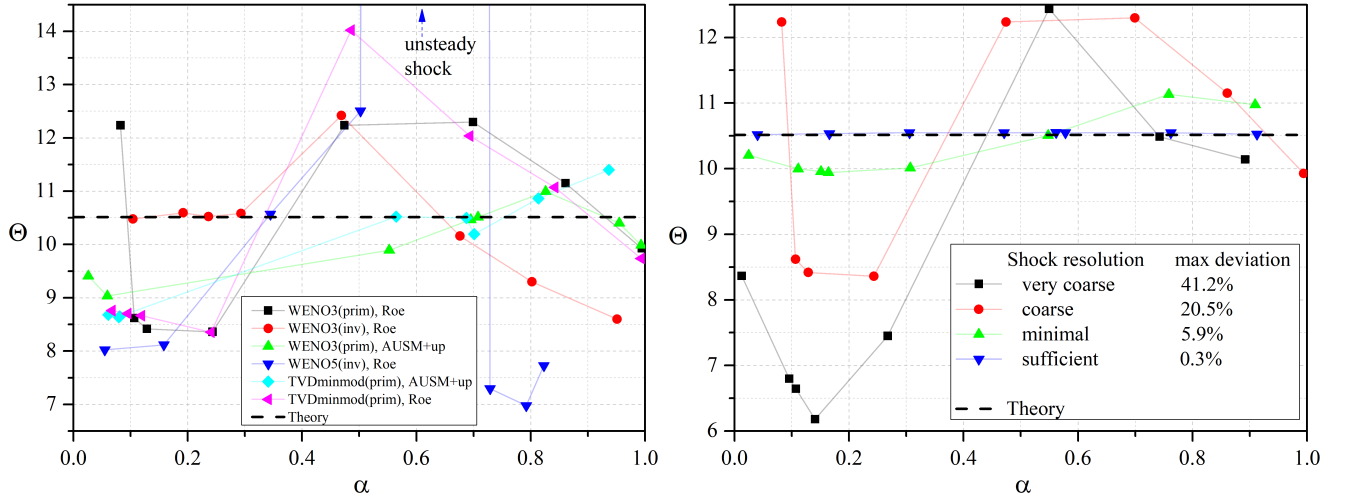 14
13
12
11
10
9
8
7
Θ
unsteady
shock
WENO3(prim), Roe
WENO3(inv), Roe
WENO3(prim), AUSM+up
WENO5(inv), Roe
TVDminmod(prim), AUSM+up
TVDminmod(prim), Roe
Theory
0.0 0.2 0.4 0.6 0.8 1.0
α
12
11
10
9
8
7
6
Θ
Shock resolution max deviation
very coarse 41.2%
coarse 20.5%
minimal 5.9%
sufficient 0.3%
Theory
0.0 0.2 0.4 0.6 0.8 1.0
α